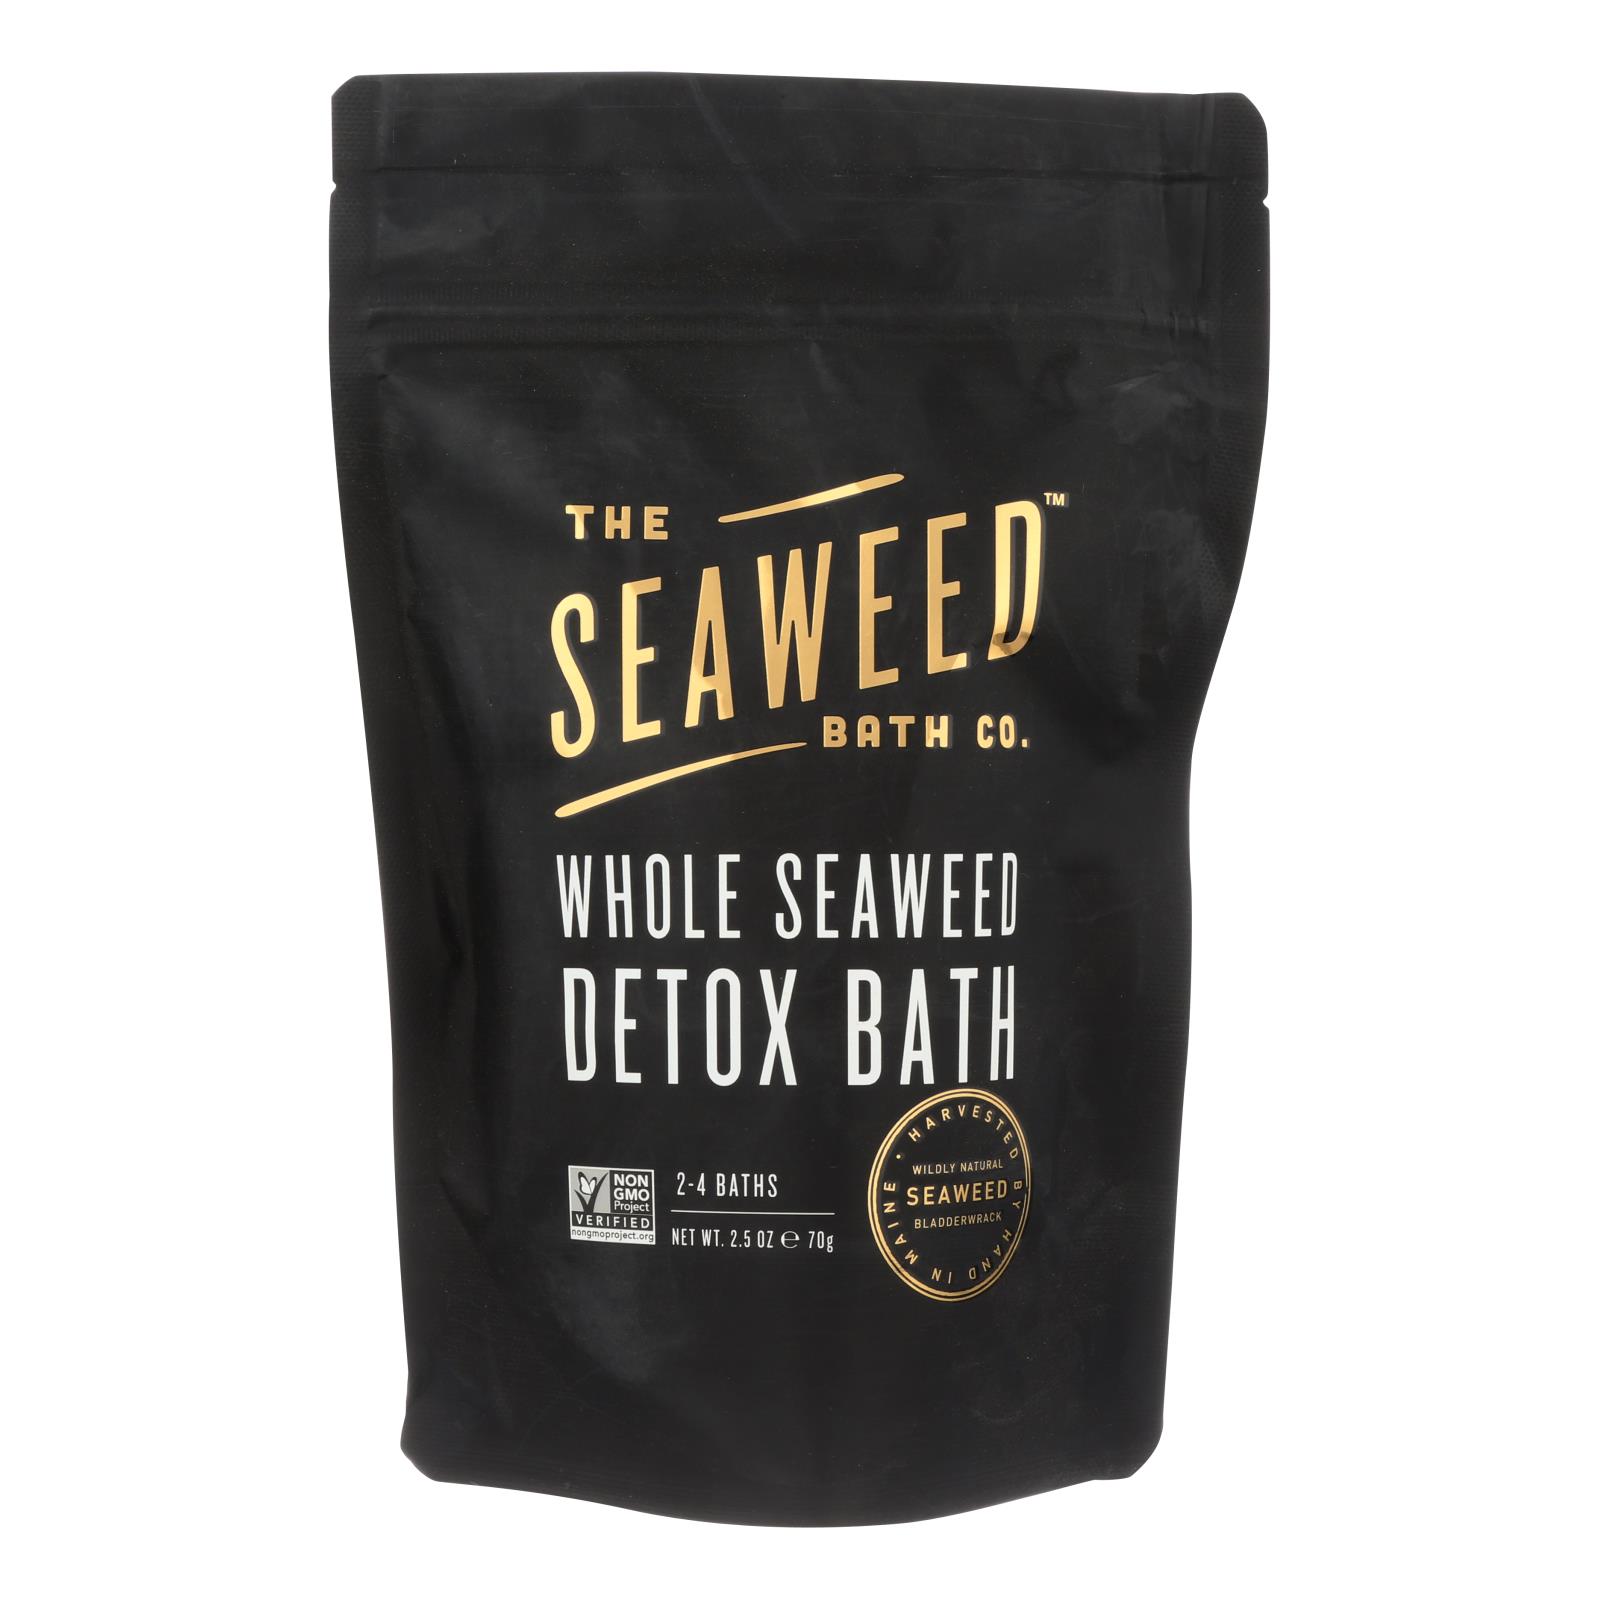 THE
SEAWEED™
BATH CO.
WHOLE SEAWEED
DETOX BATH
NON
GMO
Project
VERIFIED
nongmoproject.org
2-4 BATHS
NET WT. 2.5 OZ ℮ 70g
• HARVESTED BY HAND IN MAINE
WILDLY NATURAL
SEAWEED
BLADDERWRACK